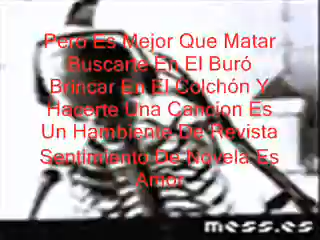 Pero Es Mejor Que Matar
Buscarte En El Buró
Brincar En El Colchón Y
Hacerte Una Cancion Es
Un Hambiente De Revista
Sentimiento De Novela Es
Amor
mess.es